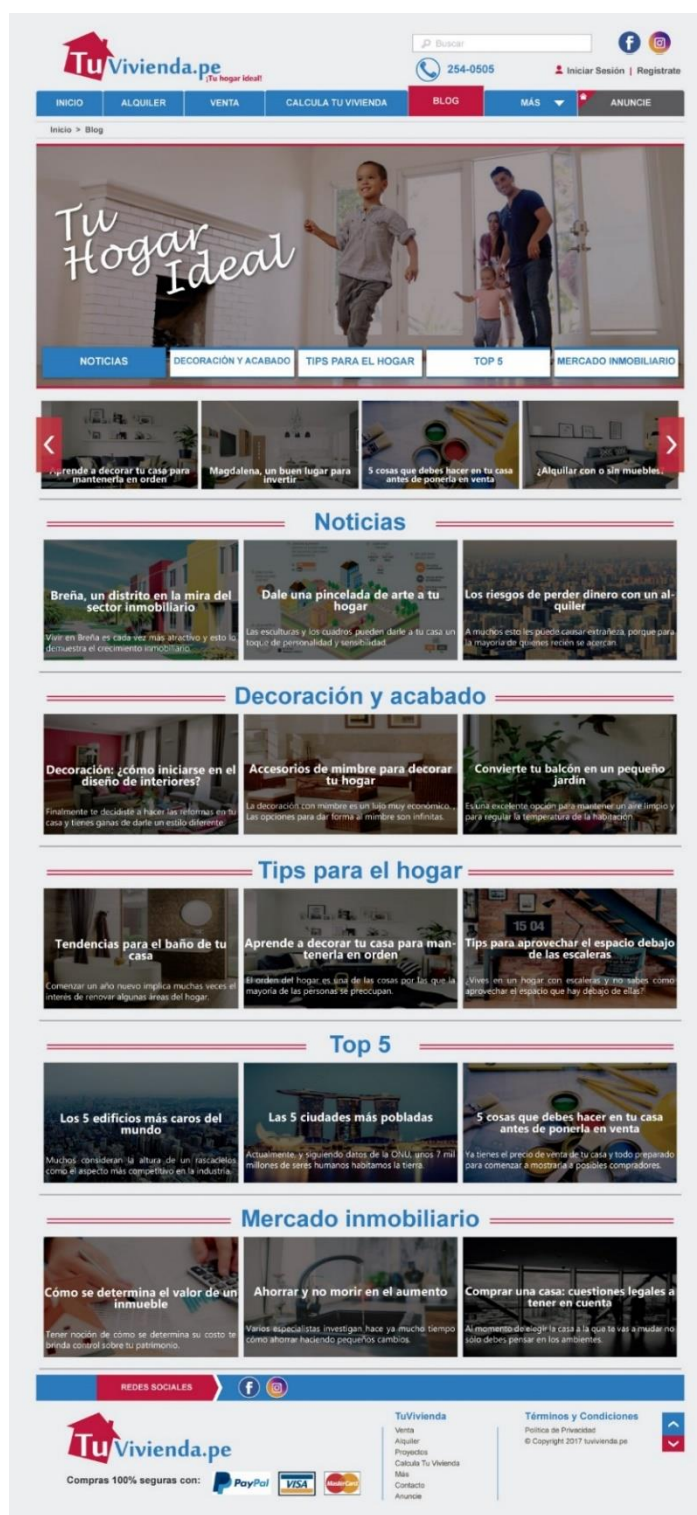 TuVivienda.pe
¡Tu hogar ideal!
Buscar
254-0505
Iniciar Sesión | Registrate
INICIO
ALQUILER
VENTA
CALCULA TU VIVIENDA
BLOG
MÁS
ANUNCIE
Inicio > Blog
Tu
Hogar
Ideal
NOTICIAS
DECORACIÓN Y ACABADO
TIPS PARA EL HOGAR
TOP 5
MERCADO INMOBILIARIO
Aprende a decorar tu casa para
mantenerla en orden
Magdalena, un buen lugar para
invertir
5 cosas que debes hacer en tu casa
antes de ponerla en venta
¿Alquilar con o sin muebles?
Noticias
Breña, un distrito en la mira del
sector inmobiliario
Vivir en Breña es cada vez más atractivo y esto lo
demuestra el crecimiento inmobiliario.
Dale una pincelada de arte a tu
hogar
Las esculturas y los cuadros pueden darle a tu casa un
toque de personalidad y sensibilidad.
Los riesgos de perder dinero con un al-
quiler
A muchos esto les puede causar extrañeza, porque para
la mayoría de quienes recién se acercan.
Decoración y acabado
Decoración: ¿cómo iniciarse en el
diseño de interiores?
Finalmente te decidiste a hacer las reformas en tu
casa y tienes ganas de darle un estilo diferente.
Accesorios de mimbre para decorar
tu hogar
La decoración con mimbre es un lujo muy económico. ,
Las opciones para dar forma al mimbre son infinitas.
Convierte tu balcón en un pequeño
jardín
Es una excelente opción para mantener un aire limpio y
para regular la temperatura de la habitación.
Tips para el hogar
Tendencias para el baño de tu
casa
Comenzar un año nuevo implica muchas veces el
interés de renovar algunas áreas del hogar.
Aprende a decorar tu casa para man-
tenerla en orden
El orden del hogar es una de las cosas por las que la
mayoría de las personas se preocupan.
15 04
Tips para aprovechar el espacio debajo
de las escaleras
¿Vives en un hogar con escaleras y no sabes cómo
aprovechar el espacio que hay debajo de ellas?
Top 5
Los 5 edificios más caros del
mundo
Muchos consideran la altura de un rascacielos
como el aspecto más competitivo en la industria.
Las 5 ciudades más pobladas
Actualmente, y siguiendo datos de la ONU, unos 7 mil
millones de seres humanos habitamos la tierra.
5 cosas que debes hacer en tu casa
antes de ponerla en venta
Ya tienes el precio de venta de tu casa y todo preparado
para comenzar a mostrarla a posibles compradores.
Mercado inmobiliario
Cómo se determina el valor de un
inmueble
Tener noción de cómo se determina su costo te
brinda control sobre tu patrimonio.
Ahorrar y no morir en el aumento
Varios especialistas investigan hace ya mucho tiempo
cómo ahorrar haciendo pequeños cambios.
Comprar una casa: cuestiones legales a
tener en cuenta
Al momento de elegir la casa a la que te vas a mudar no
sólo debes pensar en los ambientes.
REDES SOCIALES
TuVivienda.pe
Compras 100% seguras con:
PayPal
VISA
MasterCard
TuVivienda
Venta
Alquiler
Proyectos
Calcula Tu Vivienda
Más
Contacto
Anuncie
Términos y Condiciones
Política de Privacidad
© Copyright 2017 tuvivienda.pe